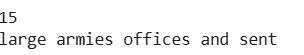 15
large armies offices and sent